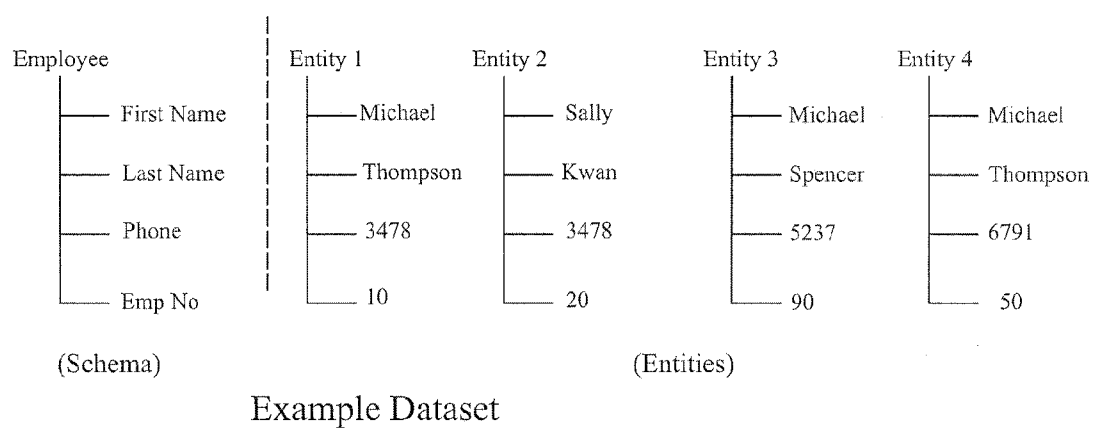 Employee Entity 1 Entity 2 Entity 3 Entity 4
First Name Michael Sally Michael Michael
Last Name Thompson Kwan Spencer Thompson
Phone 3478 3478 5237 6791
Emp No 10 20 90 50
(Schema) (Entities)
Example Dataset